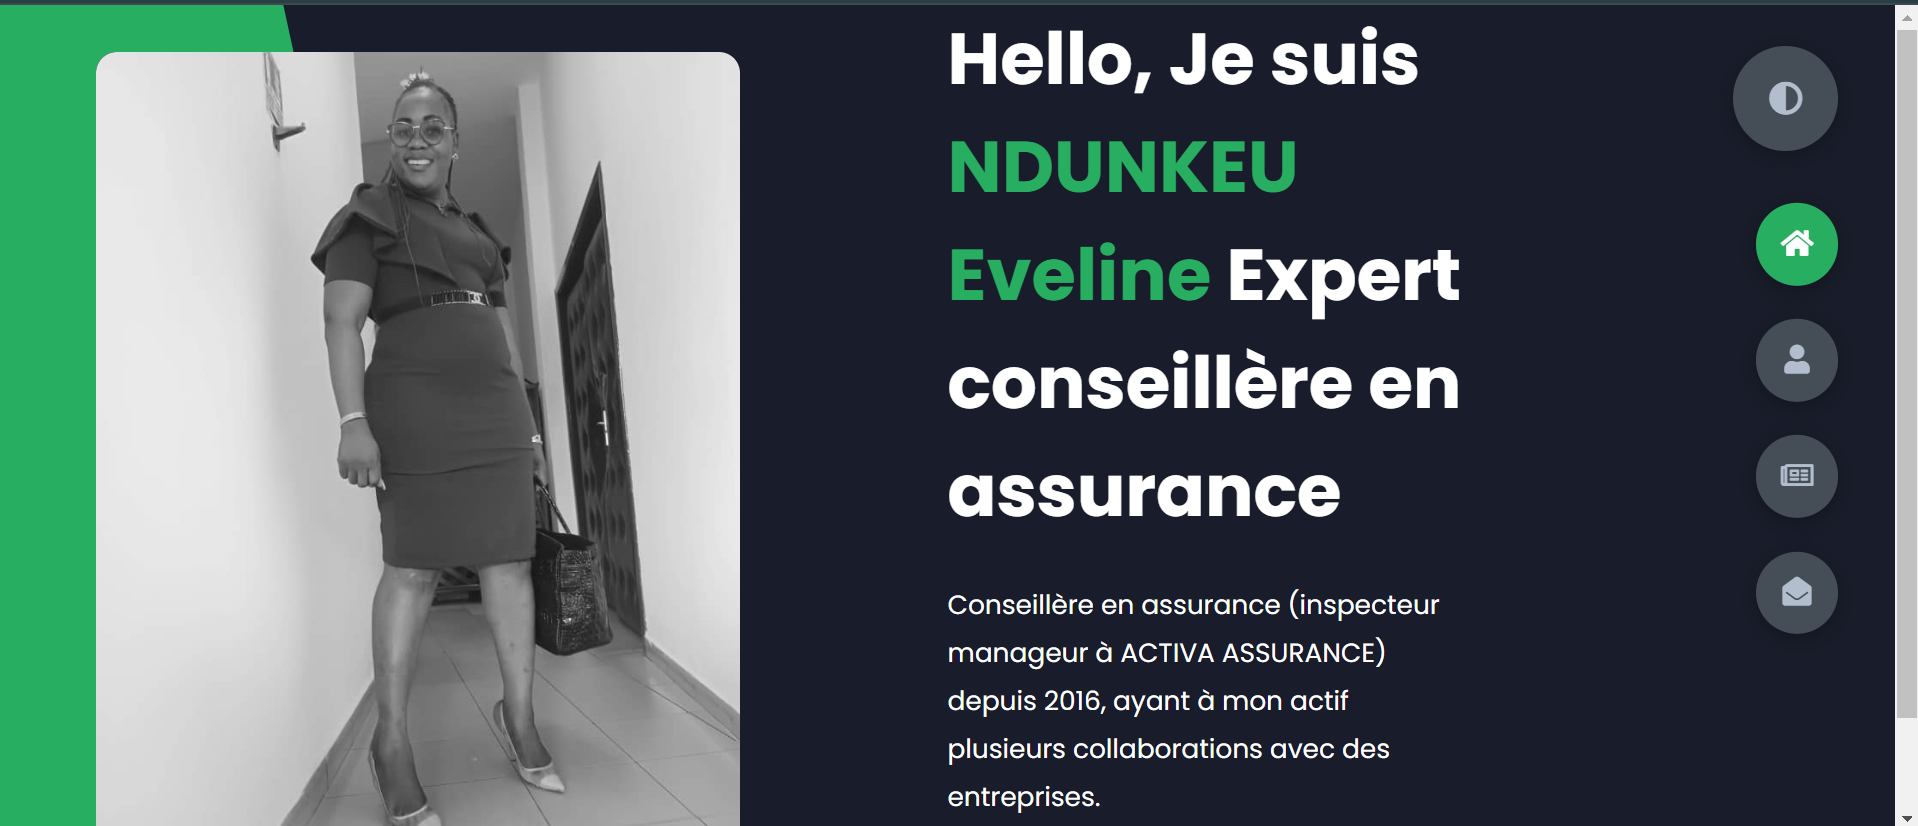 Hello, Je suis
NDUNKEU
Eveline Expert
conseillère en
assurance
Conseillère en assurance (inspecteur
manageur à ACTIVA ASSURANCE)
depuis 2016, ayant à mon actif
plusieurs collaborations avec des
entreprises.